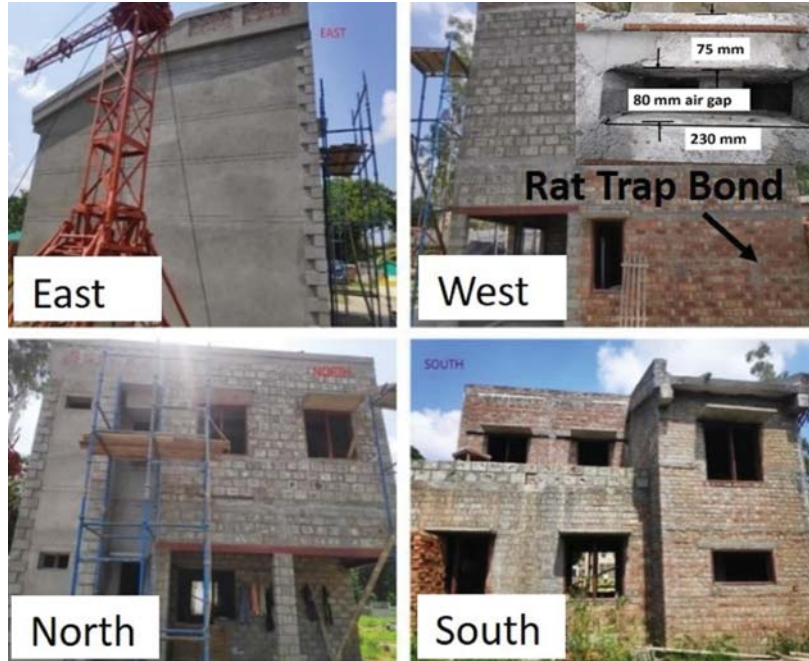 EAST
East
75 mm
80 mm air gap
230 mm
Rat Trap Bond
West
NORTH
North
SOUTH
South